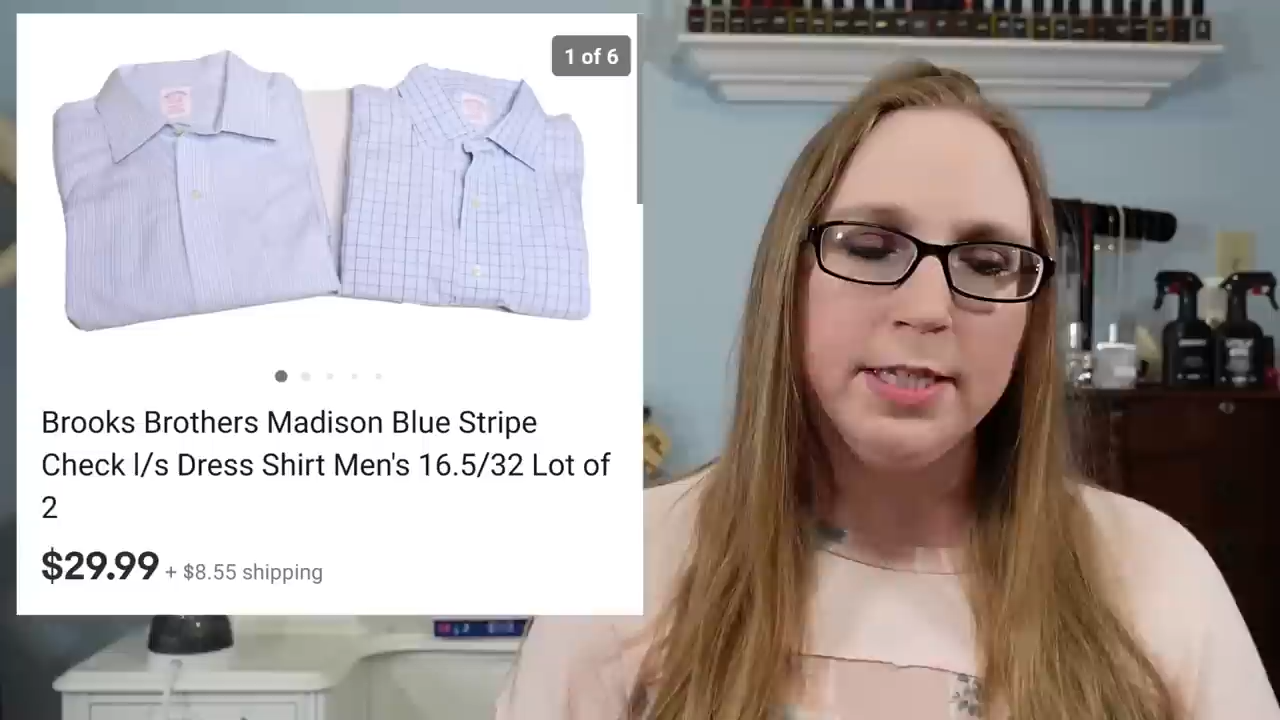 1 of 6
Brooks Brothers Madison Blue Stripe
Check l/s Dress Shirt Men's 16.5/32 Lot of
2
$29.99 + $8.55 shipping